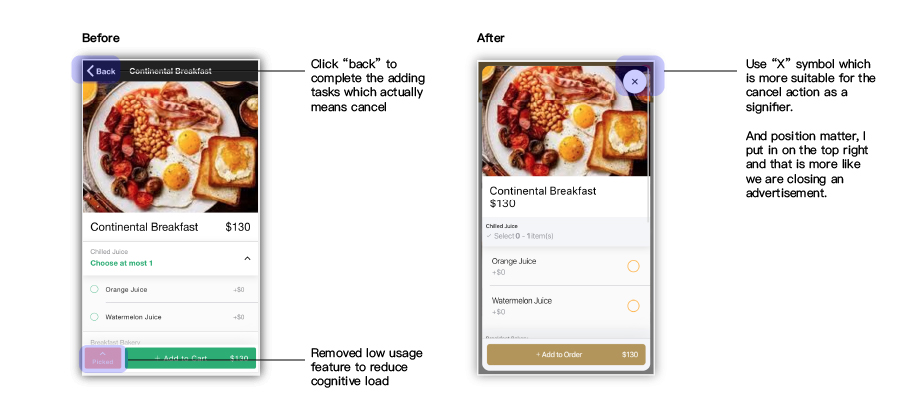 Before
After
Back
Continental Breakfast
Click “back” to
complete the adding
tasks which actually
means cancel
Continental Breakfast $130
Chilled Juice
Choose at most 1
Orange Juice +$0
Watermelon Juice +$0
Breakfast Bakery
Picked
+ Add to Cart $130
Removed low usage
feature to reduce
cognitive load
×
Use “X” symbol which
is more suitable for the
cancel action as a
signifier.
And position matter, I
put in on the top right
and that is more like
we are closing an
advertisement.
Continental Breakfast
$130
Chilled Juice
✓ Select 0 - 1 item(s)
Orange Juice
+$0
Watermelon Juice
+$0
Breakfast Bakery
+ Add to Order $130